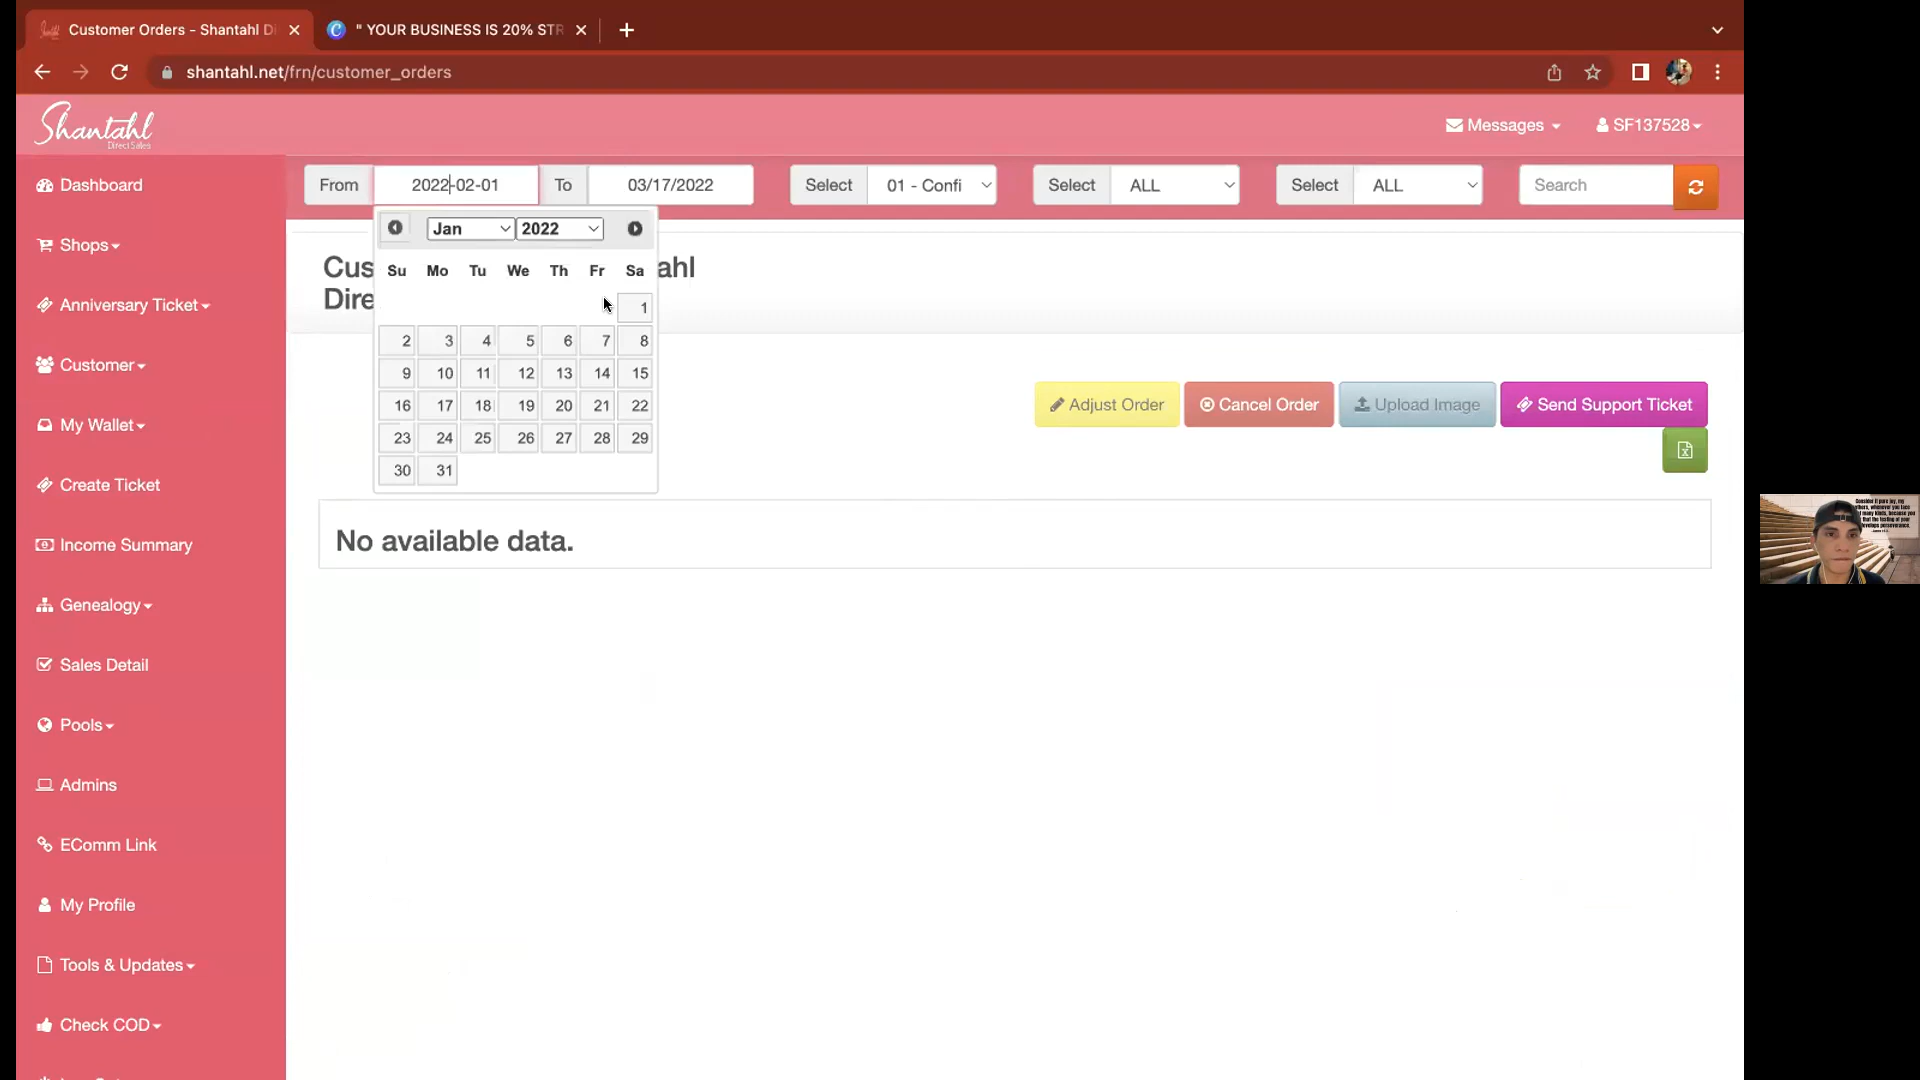 Customer Orders - Shantahl Di
" YOUR BUSINESS IS 20% STR
shantahl.net/frn/customer_orders
Shantahl
Direct Sales
Messages
SF137528
Dashboard
Shops
Anniversary Ticket
Customer
My Wallet
Create Ticket
Income Summary
Genealogy
Sales Detail
Pools
Admins
EComm Link
My Profile
Tools & Updates
Check COD
From
2022-02-01
To
03/17/2022
Select
01 - Confi
Select
ALL
Select
ALL
Search
Jan
2022
Su Mo Tu We Th Fr Sa
1
2 3 4 5 6 7 8
9 10 11 12 13 14 15
16 17 18 19 20 21 22
23 24 25 26 27 28 29
30 31
Cus
ahl
Dire
Adjust Order
Cancel Order
Upload Image
Send Support Ticket
No available data.